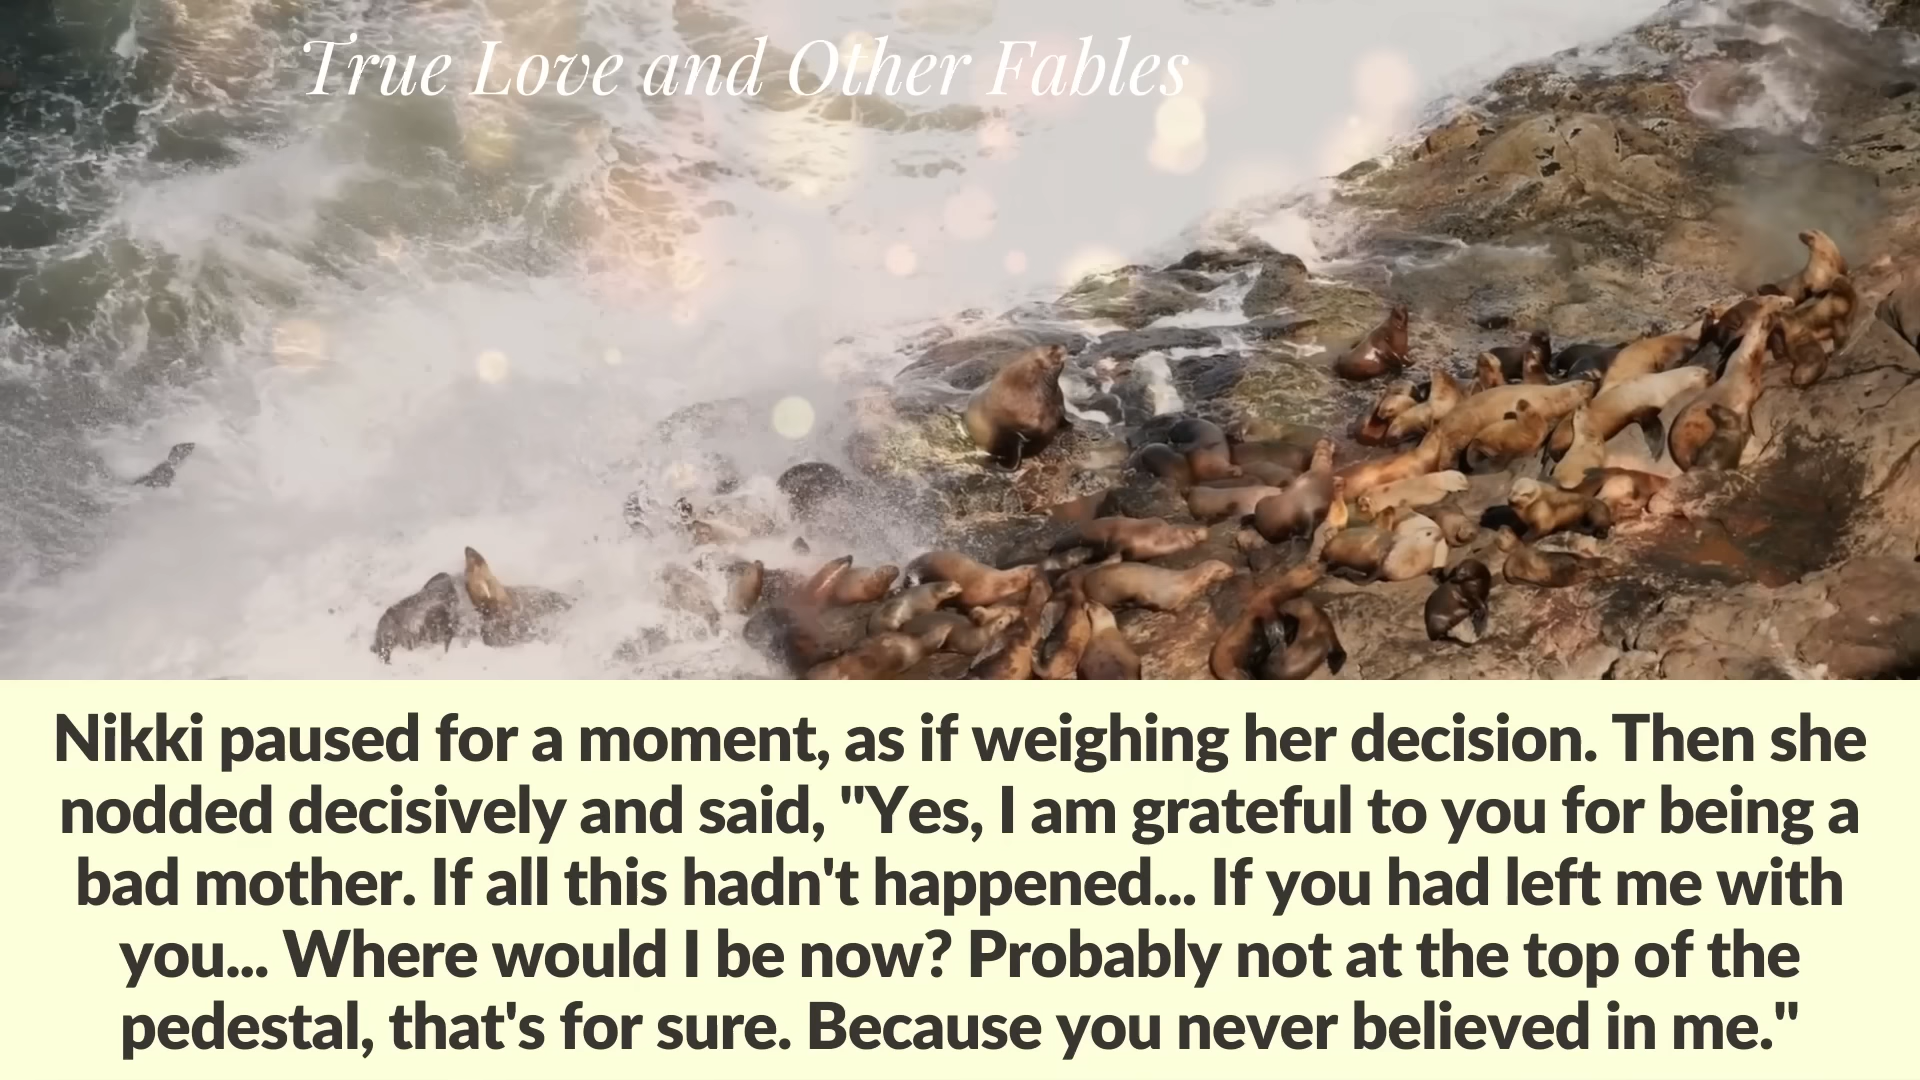 True Love and Other Fables
Nikki paused for a moment, as if weighing her decision. Then she
nodded decisively and said, "Yes, I am grateful to you for being a
bad mother. If all this hadn't happened... If you had left me with
you... Where would I be now? Probably not at the top of the
pedestal, that's for sure. Because you never believed in me."